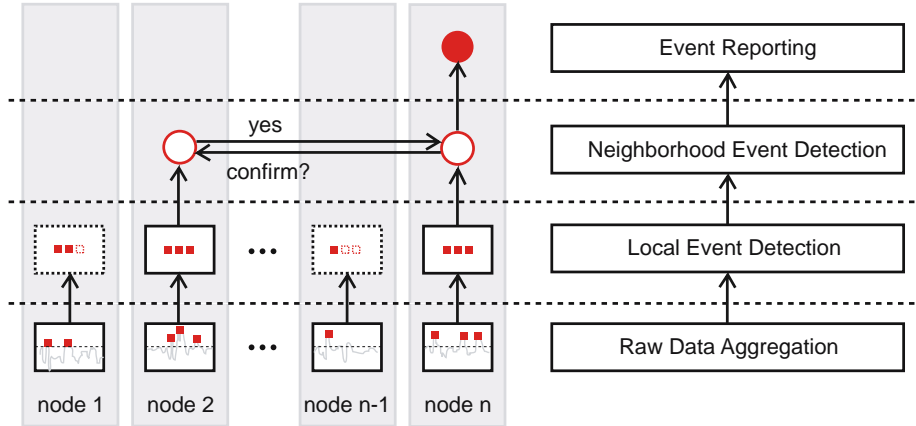 Event Reporting
yes
confirm?
Neighborhood Event Detection
...
Local Event Detection
...
Raw Data Aggregation
node 1
node 2
node n-1
node n